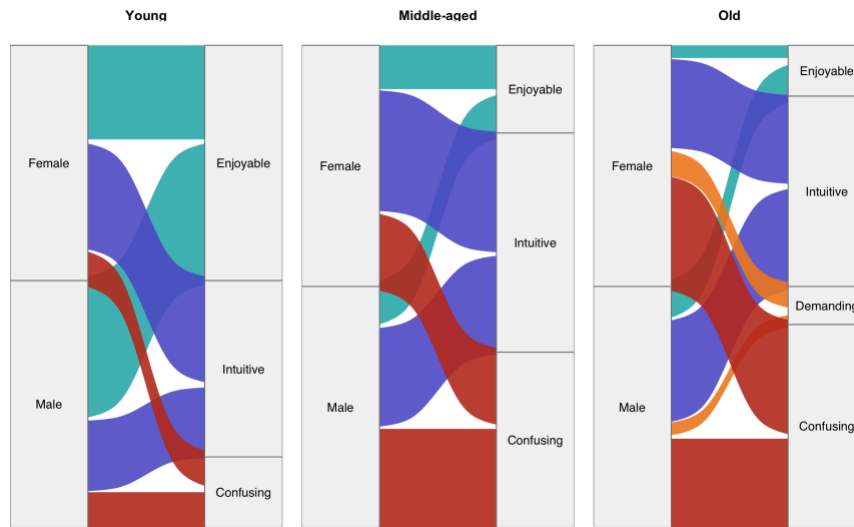 Young
Middle-aged
Old
Female
Male
Enjoyable
Intuitive
Confusing
Female
Male
Enjoyable
Intuitive
Confusing
Female
Male
Enjoyable
Intuitive
Demanding
Confusing